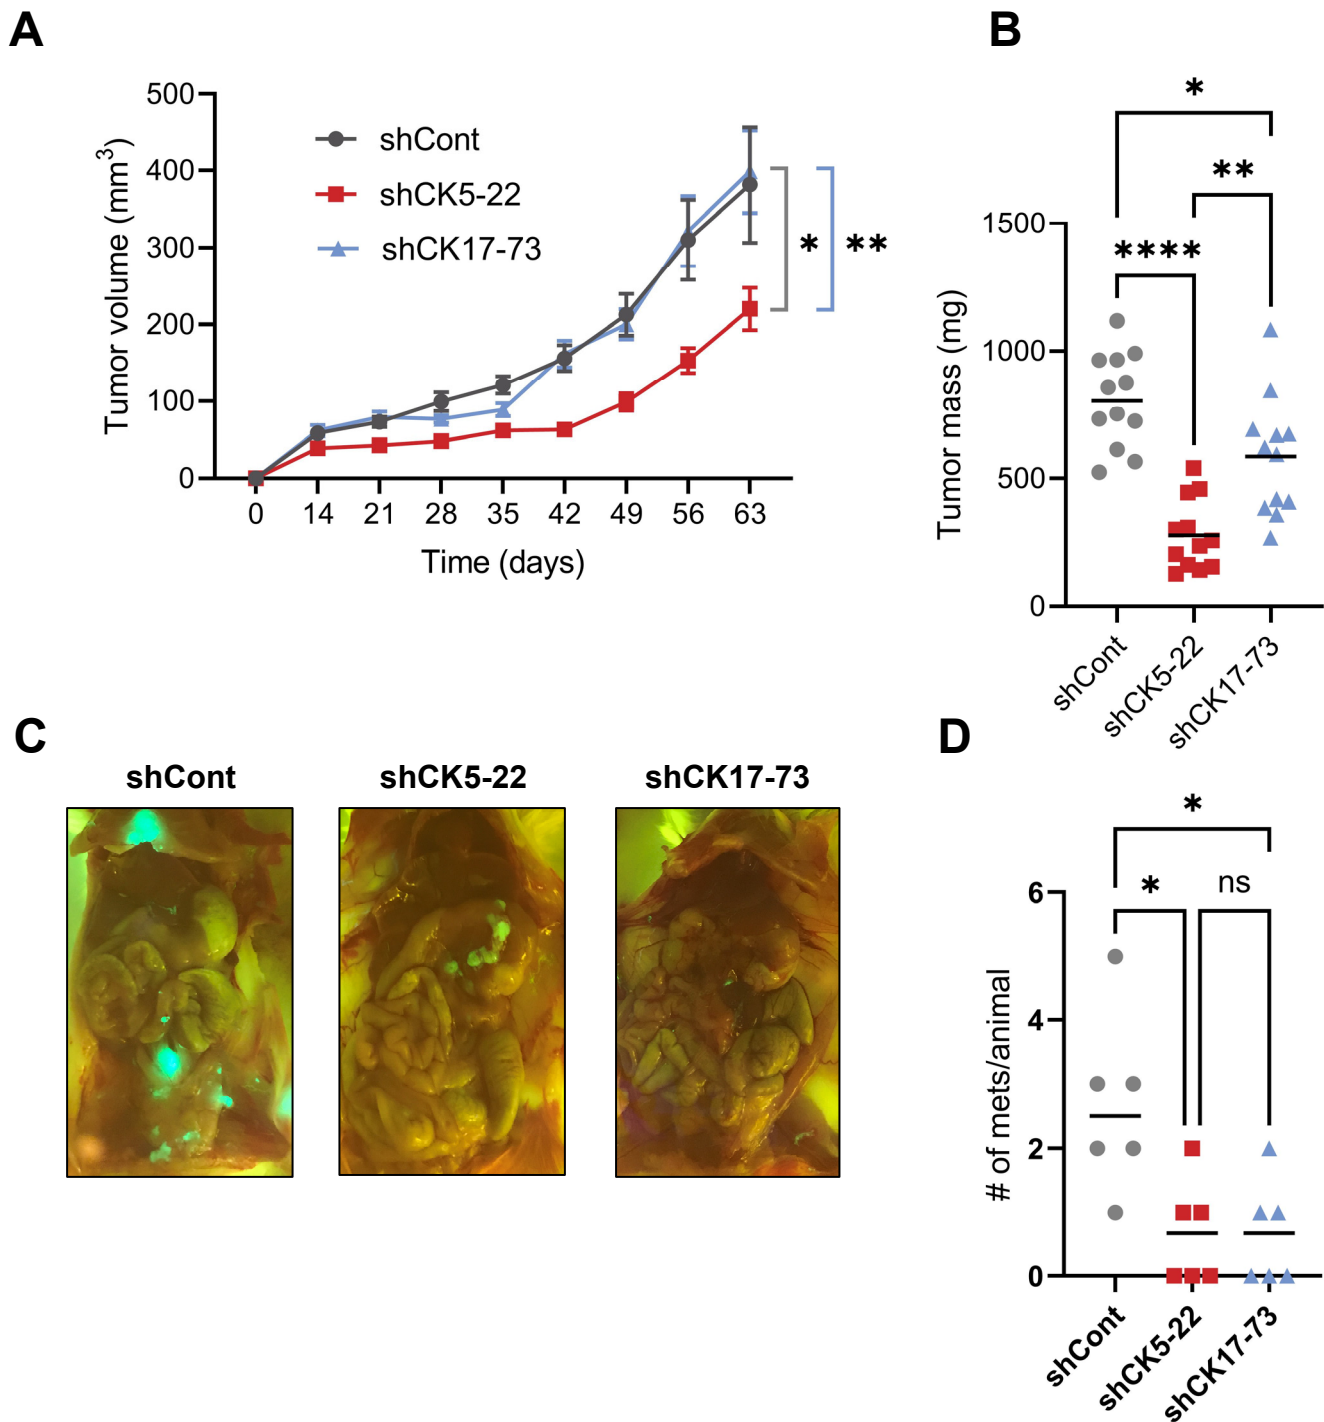 A
500
400
300
200
100
0
Tumor volume (mm³)
shCont
shCK5-22
shCK17-73
* **
0 14 21 28 35 42 49 56 63
Time (days)
B
*
**
****
1500
1000
500
0
Tumor mass (mg)
shCont
shCK5-22
shCK17-73
C
shCont shCK5-22 shCK17-73
D
*
* ns
6
4
2
0
# of mets/animal
shCont
shCK5-22
shCK17-73